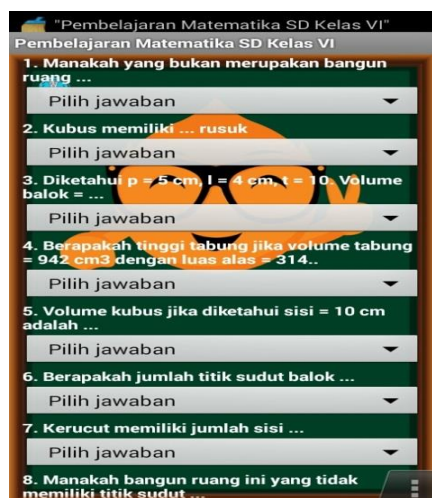 "Pembelajaran Matematika SD Kelas VI"
Pembelajaran Matematika SD Kelas VI
1. Manakah yang bukan merupakan bangun
ruang ...
Pilih jawaban
2. Kubus memiliki ... rusuk
Pilih jawaban
3. Diketahui p = 5 cm, l = 4 cm, t = 10. Volume
balok = ...
Pilih jawaban
4. Berapakah tinggi tabung jika volume tabung
= 942 cm3 dengan luas alas = 314..
Pilih jawaban
5. Volume kubus jika diketahui sisi = 10 cm
adalah ...
Pilih jawaban
6. Berapakah jumlah titik sudut balok ...
Pilih jawaban
7. Kerucut memiliki jumlah sisi ...
Pilih jawaban
8. Manakah bangun ruang ini yang tidak
memiliki titik sudut ...